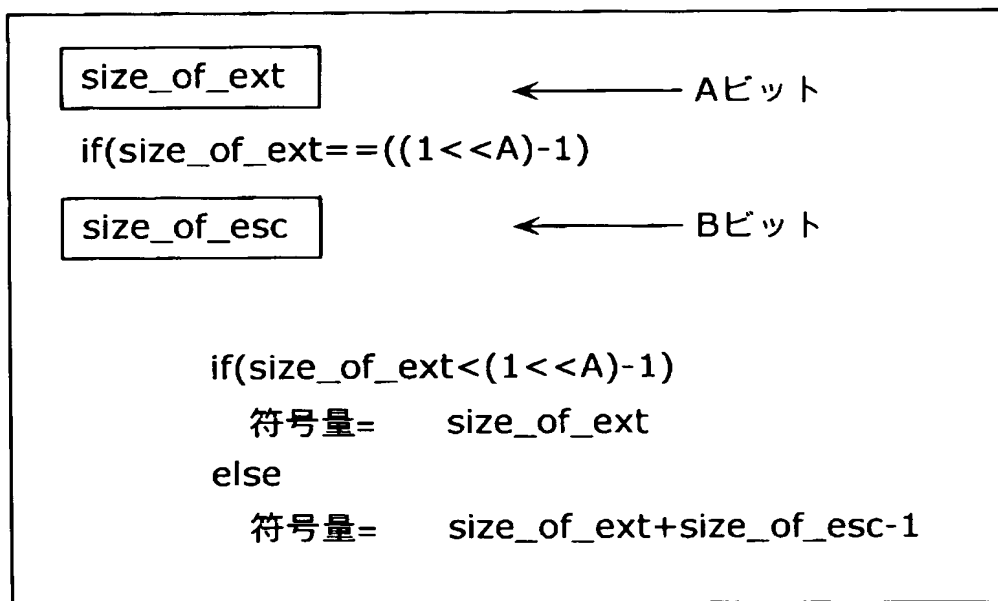 size_of_ext ← Aビット
if(size_of_ext==((1<<A)-1)
size_of_esc ← Bビット
if(size_of_ext<(1<<A)-1)
符号量= size_of_ext
else
符号量= size_of_ext+size_of_esc-1